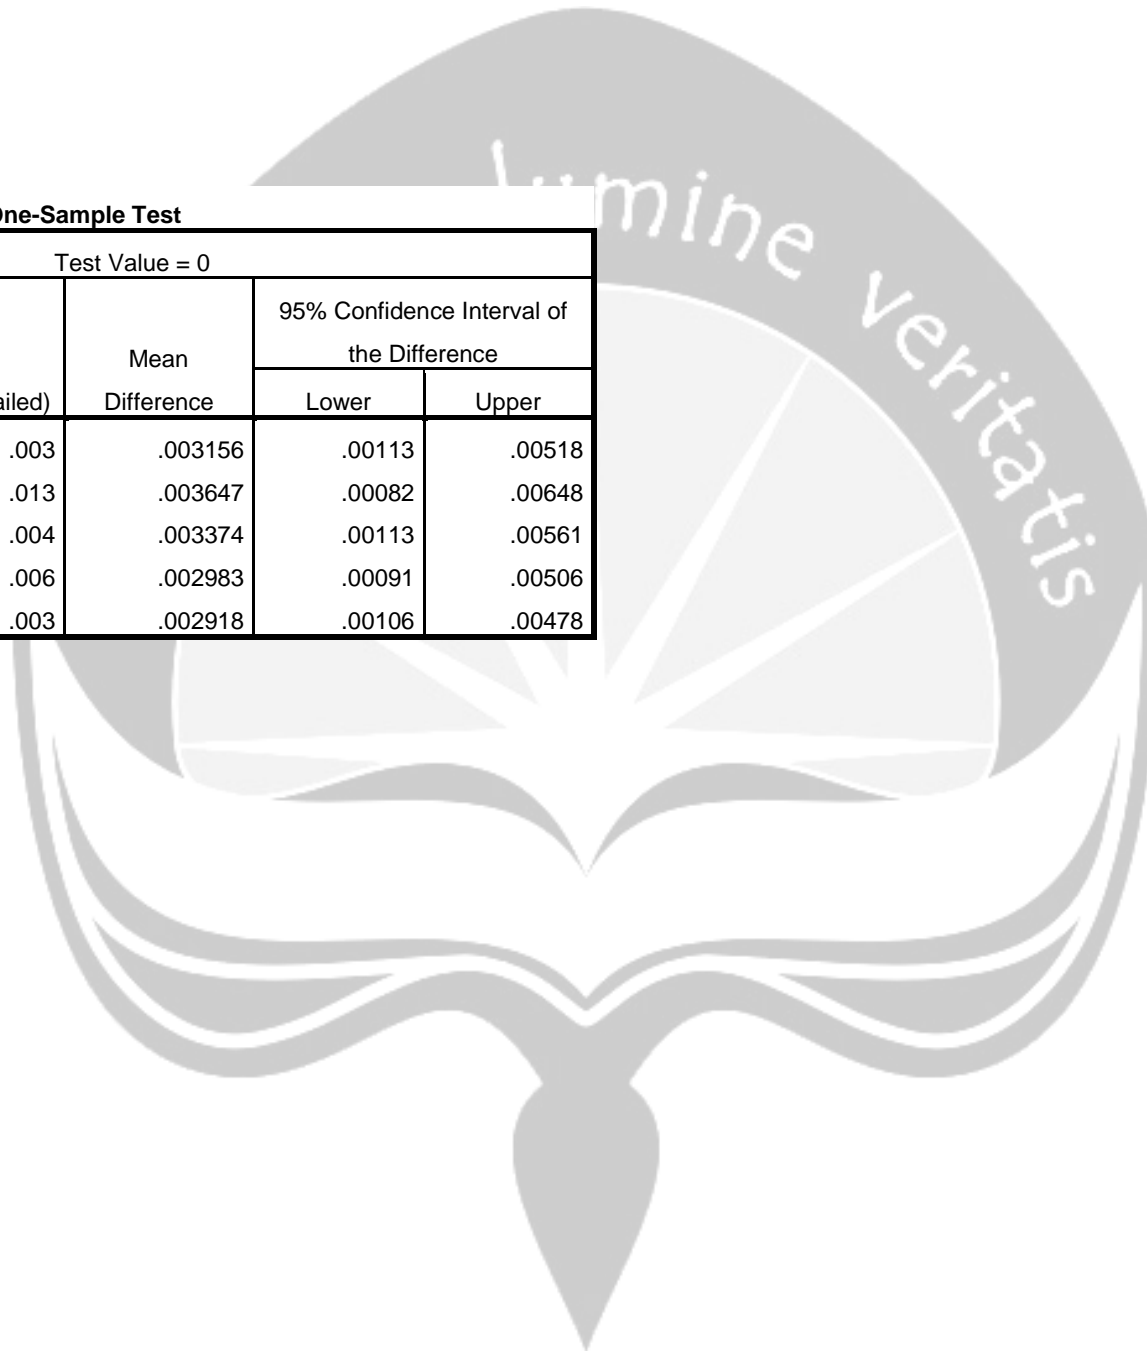 One-Sample Test
Test Value = 0
95% Confidence Interval of
the Difference
Mean
Difference
Lower
Upper
.003 .003156 .00113 .00518
.013 .003647 .00082 .00648
.004 .003374 .00113 .00561
.006 .002983 .00091 .00506
.003 .002918 .00106 .00478
mine veritatis